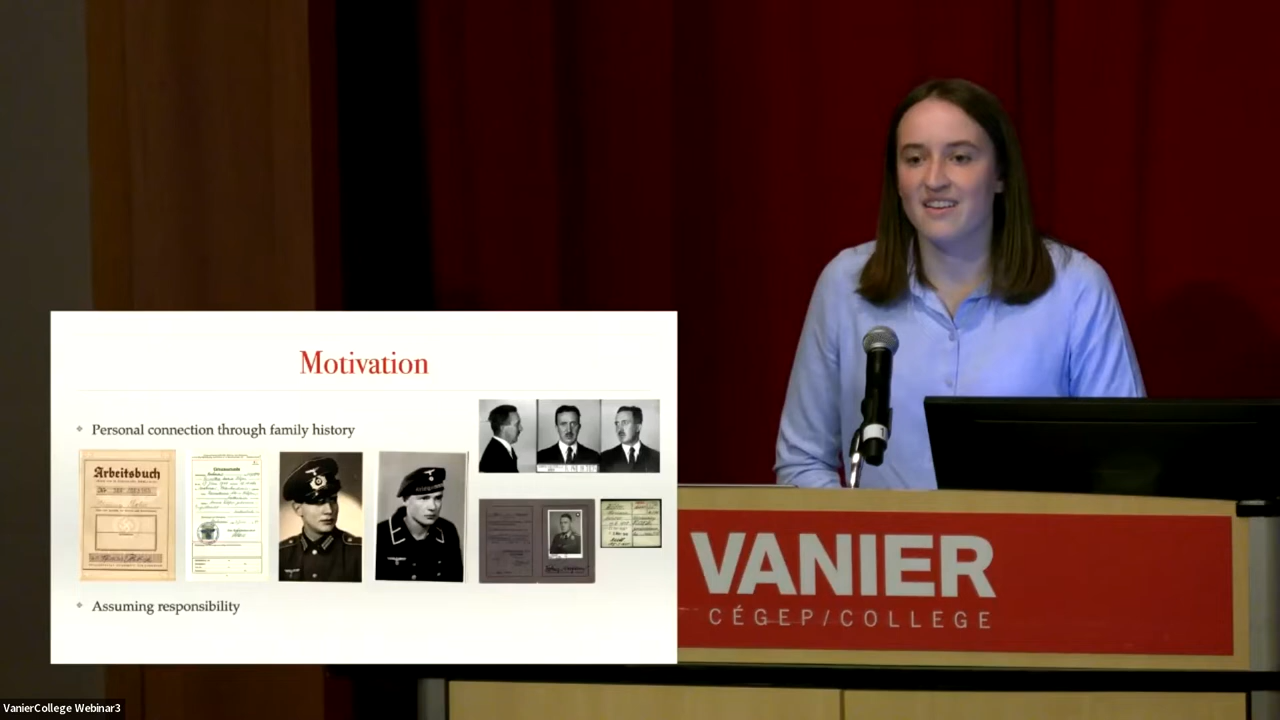 Motivation
Personal connection through family history
Arbeitsbuch
Assuming responsibility
VANIER
CÉGEP/COLLEGE
VanierCollege Webinar3